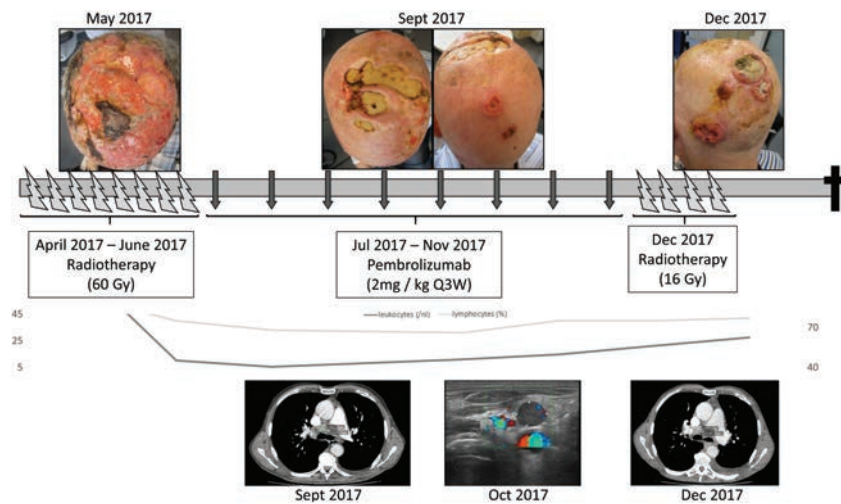 May 2017
Sept 2017
Dec 2017
April 2017 – June 2017
Radiotherapy
(60 Gy)
Jul 2017 – Nov 2017
Pembrolizumab
(2mg / kg Q3W)
Dec 2017
Radiotherapy
(16 Gy)
45
25
5
leukocytes (/nl)
lymphocytes (%)
70
40
Sept 2017
Oct 2017
Dec 2017